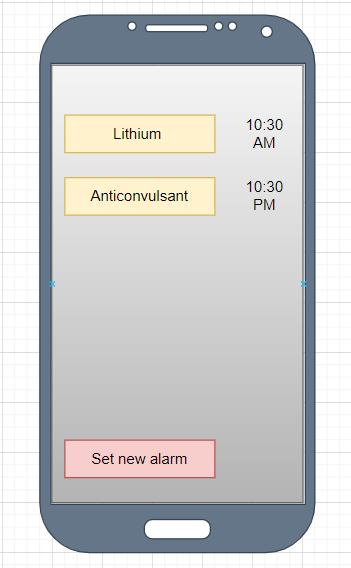 Lithium
10:30
AM
Anticonvulsant
10:30
PM
Set new alarm